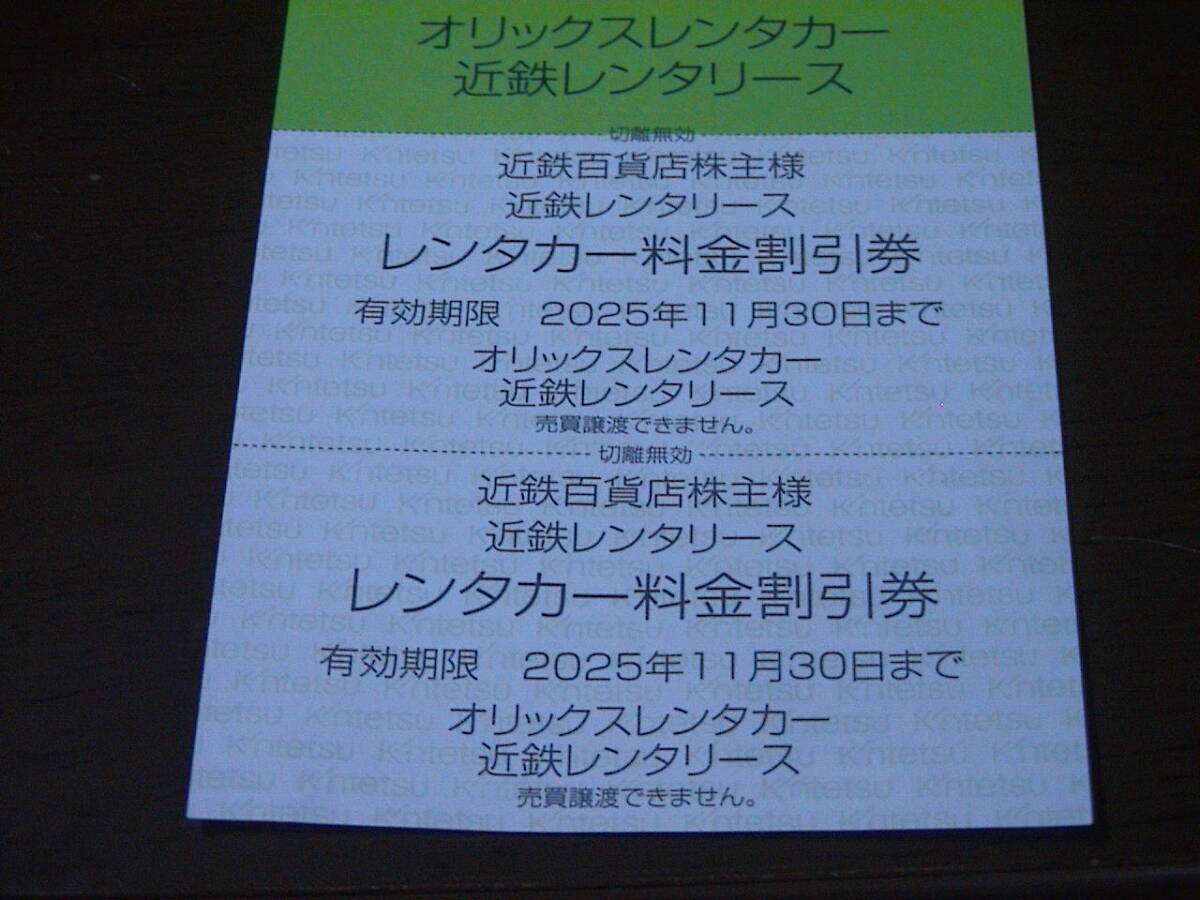 オリックスレンタカー
近鉄レンタリース
切離無効
近鉄百貨店株主様
近鉄レンタリース
レンタカー料金割引券
有効期限 2025年11月30日まで
オリックスレンタカー
近鉄レンタリース
売買譲渡できません。
切離無効
近鉄百貨店株主様
近鉄レンタリース
レンタカー料金割引券
有効期限 2025年11月30日まで
オリックスレンタカー
近鉄レンタリース
売買譲渡できません。